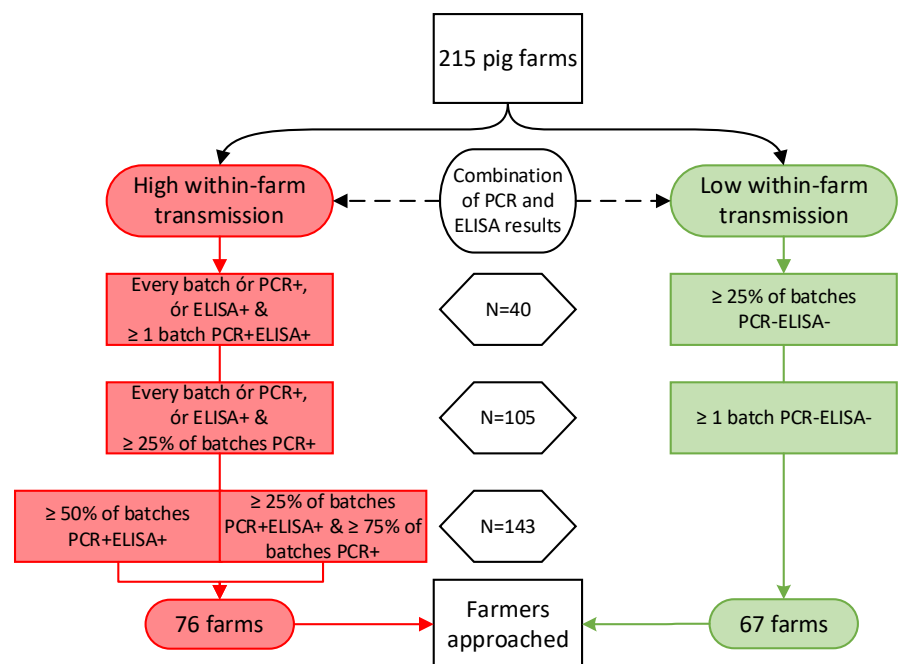 215 pig farms
High within-farm
transmission
Combination
of PCR and
ELISA results
Low within-farm
transmission
Every batch ór PCR+,
ór ELISA+ &
≥ 1 batch PCR+ELISA+
N=40
≥ 25% of batches
PCR-ELISA-
Every batch ór PCR+,
ór ELISA+ &
≥ 25% of batches PCR+
N=105
≥ 1 batch PCR-ELISA-
≥ 50% of batches
PCR+ELISA+
≥ 25% of batches
PCR+ELISA+ & ≥ 75% of
batches PCR+
N=143
76 farms
Farmers
approached
67 farms